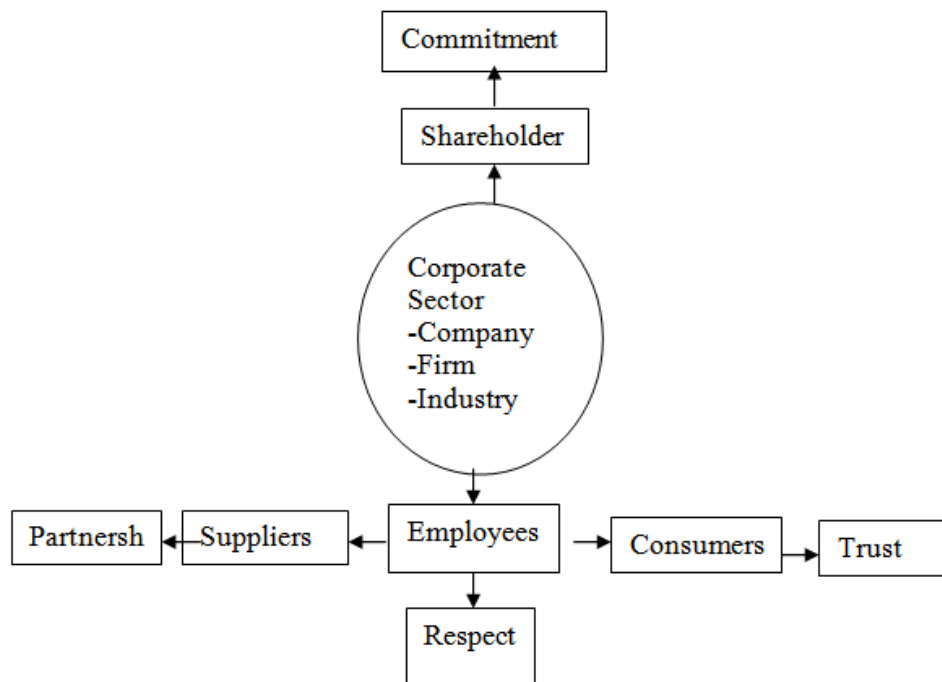 Commitment
Shareholder
Corporate
Sector
-Company
-Firm
-Industry
Partnersh
Suppliers
Employees
Consumers
Trust
Respect